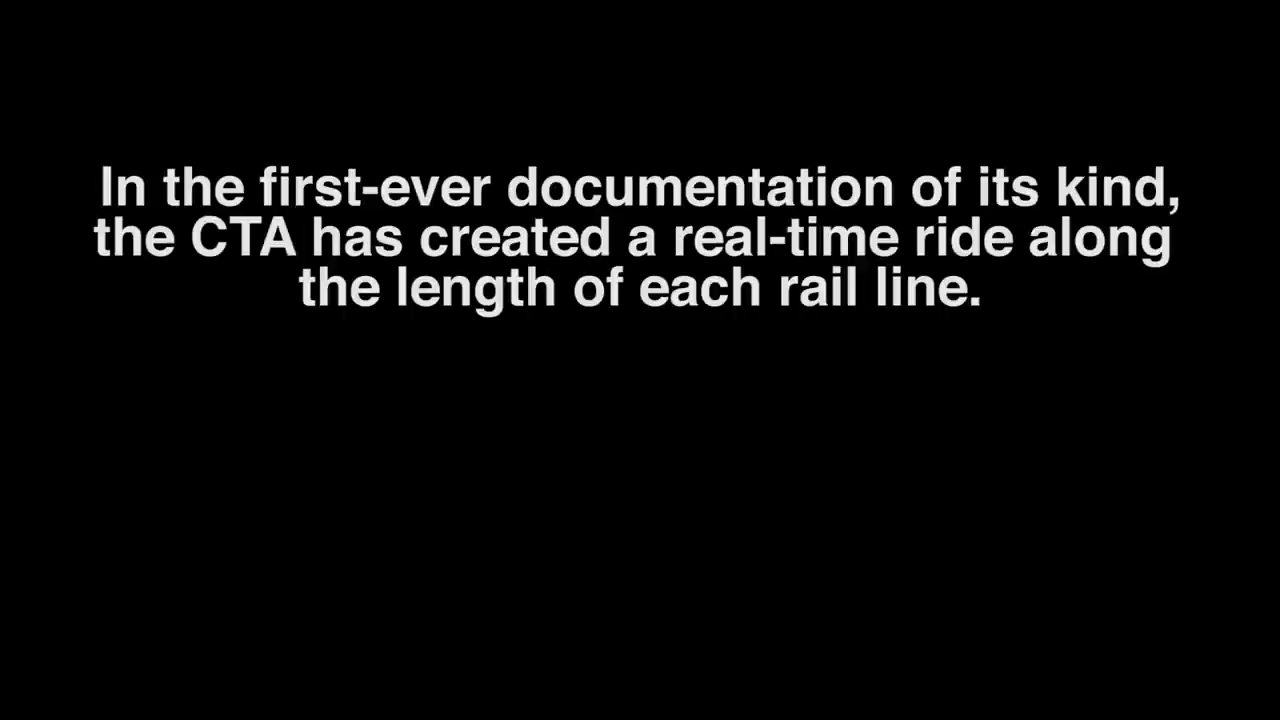 In the first-ever documentation of its kind,
the CTA has created a real-time ride along
the length of each rail line.